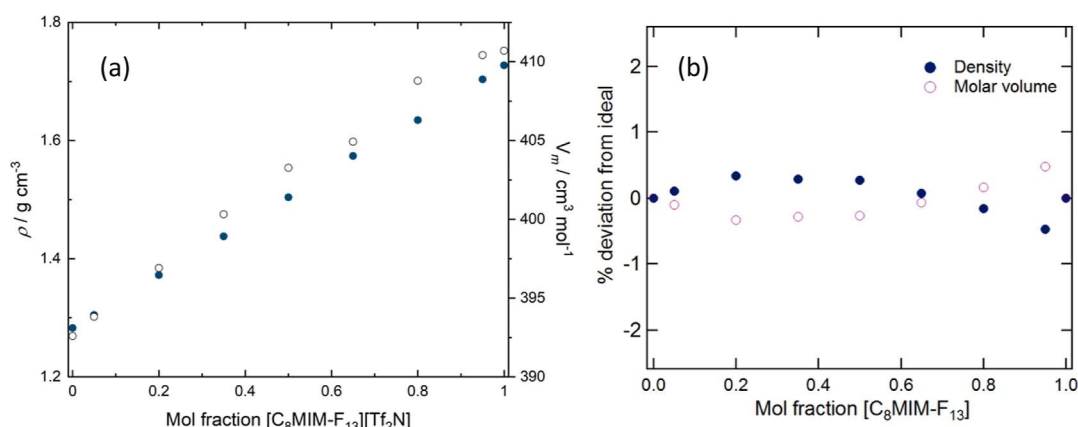 (a)
1.8
1.6
1.4
1.2
ρ / g cm⁻³
410
405
400
395
390
Vₘ / cm³ mol⁻¹
0 0.2 0.4 0.6 0.8 1
Mol fraction [C₈MIM-F₁₃][Tf₂N]
(b)
Density
Molar volume
2
1
0
-1
-2
% deviation from ideal
0.0 0.2 0.4 0.6 0.8 1.0
Mol fraction [C₈MIM-F₁₃]